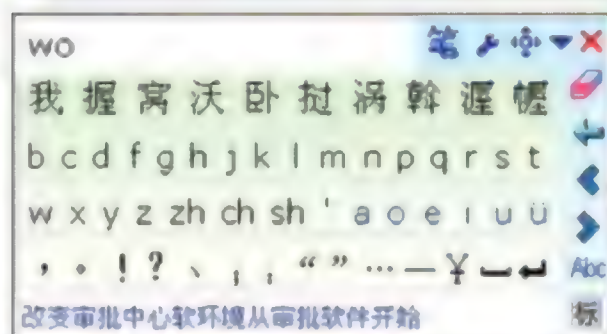 wo 笔
我 握 窝 沃 卧 挝 涡 斡 渥 幄
b c d f g h j k l m n p q r s t
w x y z zh ch sh ' a o e i u ü
， 。 ！ ？ 、 ； ： “ ” … — ￥ Abc
改变审批中心软环境从审批软件开始 标